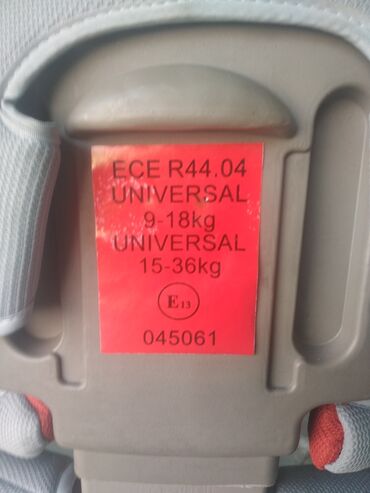 ECE R44.04
UNIVERSAL
9-18kg
UNIVERSAL
15-36kg
E13
045061